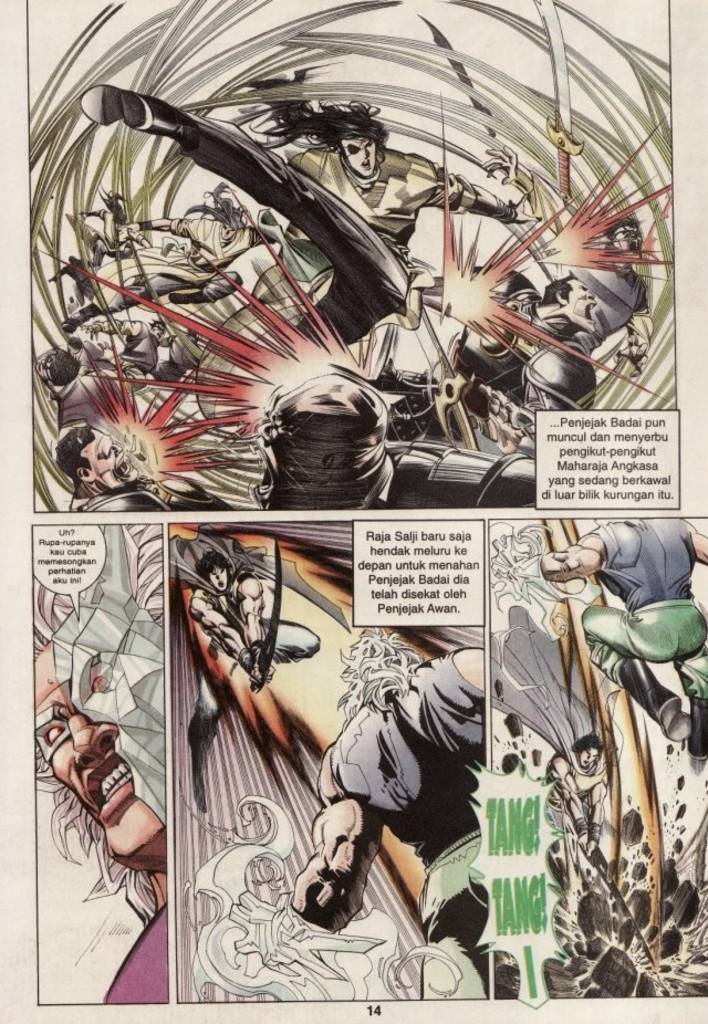 ...Penjejak Badai pun
muncul dan menyerbu
pengikut-pengikut
Maharaja Angkasa
yang sedang berkawal
di luar bilik kurungan itu.
Uh?
Rupa-rupanya
kau cuba
memesongkan
perhatian
aku ini!
Raja Salji baru saja
hendak meluru ke
depan untuk menahan
Penjejak Badai dia
telah disekat oleh
Penjejak Awan.
TANG!
TANG!
!
14